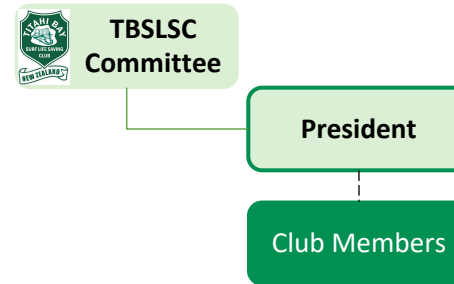 TITAHI BAY
SURF LIFE SAVING
CLUB
NEW ZEALAND
TBSLSC
Committee
President
Club Members